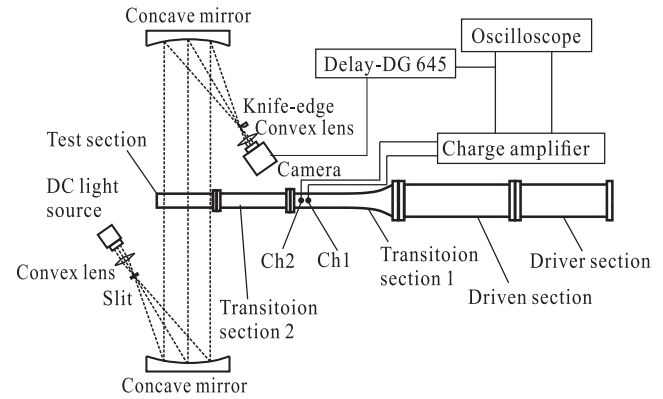 Concave mirror
Oscilloscope
Delay-DG 645
Knife-edge
Convex lens
Test section
Charge amplifier
DC light
source
Camera
Ch2
Ch1
Transitoion
section 1
Driver section
Convex lens
Slit
Transitoion
section 2
Driven section
Concave mirror